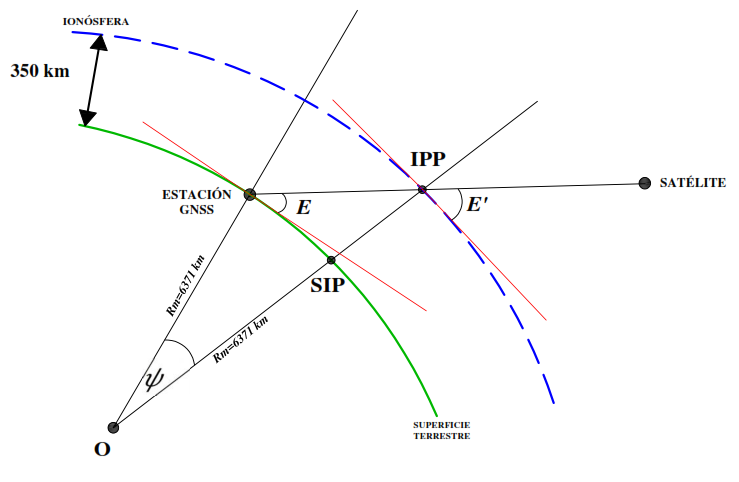 IONÓSFERA
350 km
IPP
ESTACIÓN
GNSS
SATÉLITE
E
E'
SIP
Rm=6371 km
Rm=6371 km
ψ
O
SUPERFICIE
TERRESTRE